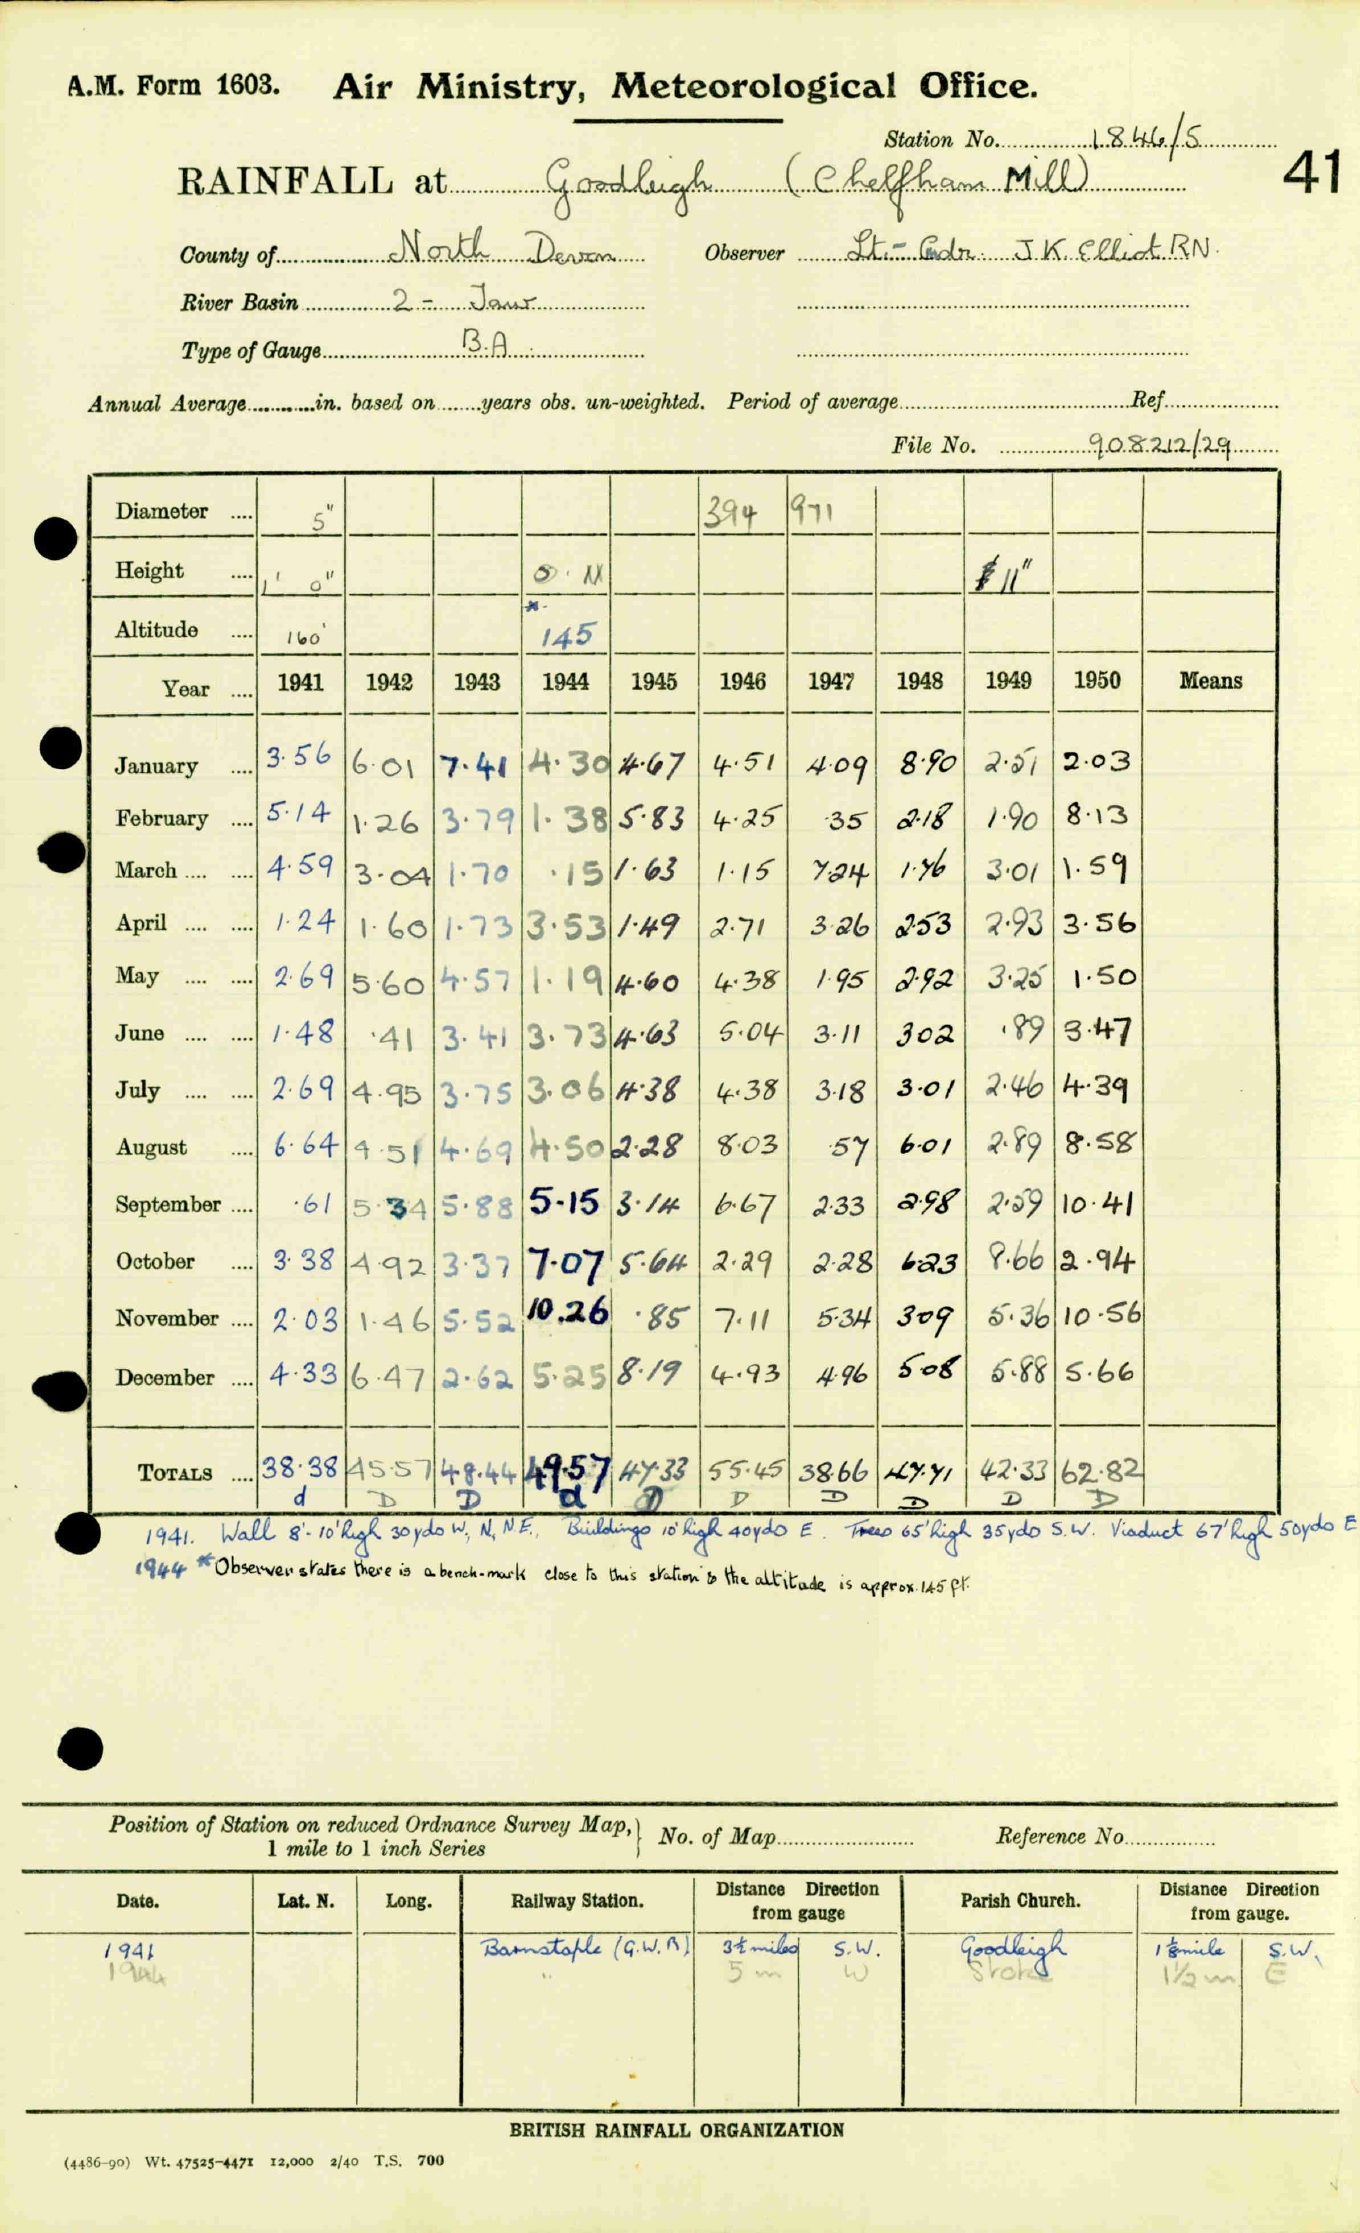 A.M. Form 1603. Air Ministry, Meteorological Office.
Station No. 1846/5
41
RAINFALL at Goodleigh (Chelfham Mill)
County of North Devon Observer Lt.- Cmdr. J.K. Elliot RN.
River Basin 2 - Taw
Type of Gauge B.A.
Annual Average in. based on years obs. un-weighted. Period of average Ref.
File No. 908212/29
Diameter 5" 394 971
Height 1' 0" 0. 11 11"
Altitude 160' * 145
Year 1941 1942 1943 1944 1945 1946 1947 1948 1949 1950 Means
January 3.56 6.01 7.41 4.30 4.67 4.51 4.09 8.90 2.51 2.03
February 5.14 1.26 3.79 1.38 5.83 4.25 .35 2.18 1.90 8.13
March 4.59 3.04 1.70 .15 1.63 1.15 7.24 1.76 3.01 1.59
April 1.24 1.60 1.73 3.53 1.49 2.71 3.26 2.53 2.93 3.56
May 2.69 5.60 4.57 1.19 4.60 4.38 1.95 2.92 3.25 1.50
June 1.48 .41 3.41 3.73 4.63 5.04 3.11 3.02 .89 3.47
July 2.69 4.95 3.75 3.06 4.38 4.38 3.18 3.01 2.46 4.39
August 6.64 4.51 4.69 4.50 2.28 8.03 .57 6.01 2.89 8.58
September .61 5.34 5.88 5.15 3.14 6.67 2.33 2.98 2.59 10.41
October 3.38 4.92 3.37 7.07 5.64 2.29 2.28 6.23 8.66 2.94
November 2.03 1.46 5.52 10.26 .85 7.11 5.34 3.09 5.36 10.56
December 4.33 6.47 2.62 5.25 8.19 4.93 4.96 5.08 5.88 5.66
TOTALS 38.38 45.57 48.44 49.57 47.33 55.45 38.66 47.71 42.33 62.82
d D D d D D D D D D
1941. Wall 8'-10' high 30 yds W, N, N.E. Buildings 10' high 40 yds E. Trees 65' high 35 yds S.W. Viaduct 67' high 50 yds E
1944 * Observer states there is a bench-mark close to this station & the altitude is approx. 145 ft.
Position of Station on reduced Ordnance Survey Map, 1 mile to 1 inch Series No. of Map Reference No.
Date. Lat. N. Long. Railway Station. Distance Direction from gauge Parish Church. Distance Direction from gauge.
1941 Barnstaple (G.W.R) 3½ miles S.W. Goodleigh 1⅛ mile S.W.
1944 " 5 m W Stoke 1½ m E
BRITISH RAINFALL ORGANIZATION
(4486-90) Wt. 47525-4471 12,000 2/40 T.S. 700